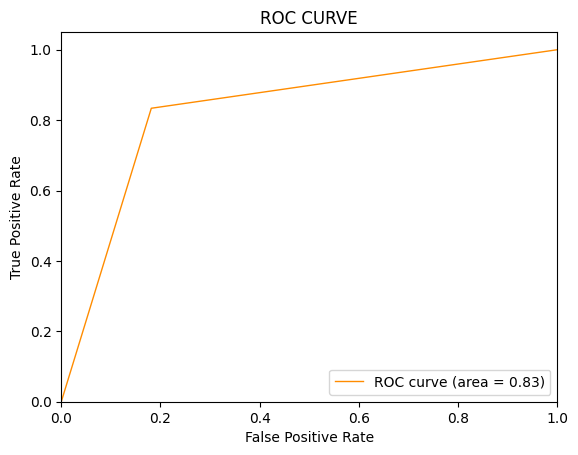 ROC CURVE
1.0
0.8
0.6
0.4
0.2
0.0
True Positive Rate
ROC curve (area = 0.83)
0.0 0.2 0.4 0.6 0.8 1.0
False Positive Rate